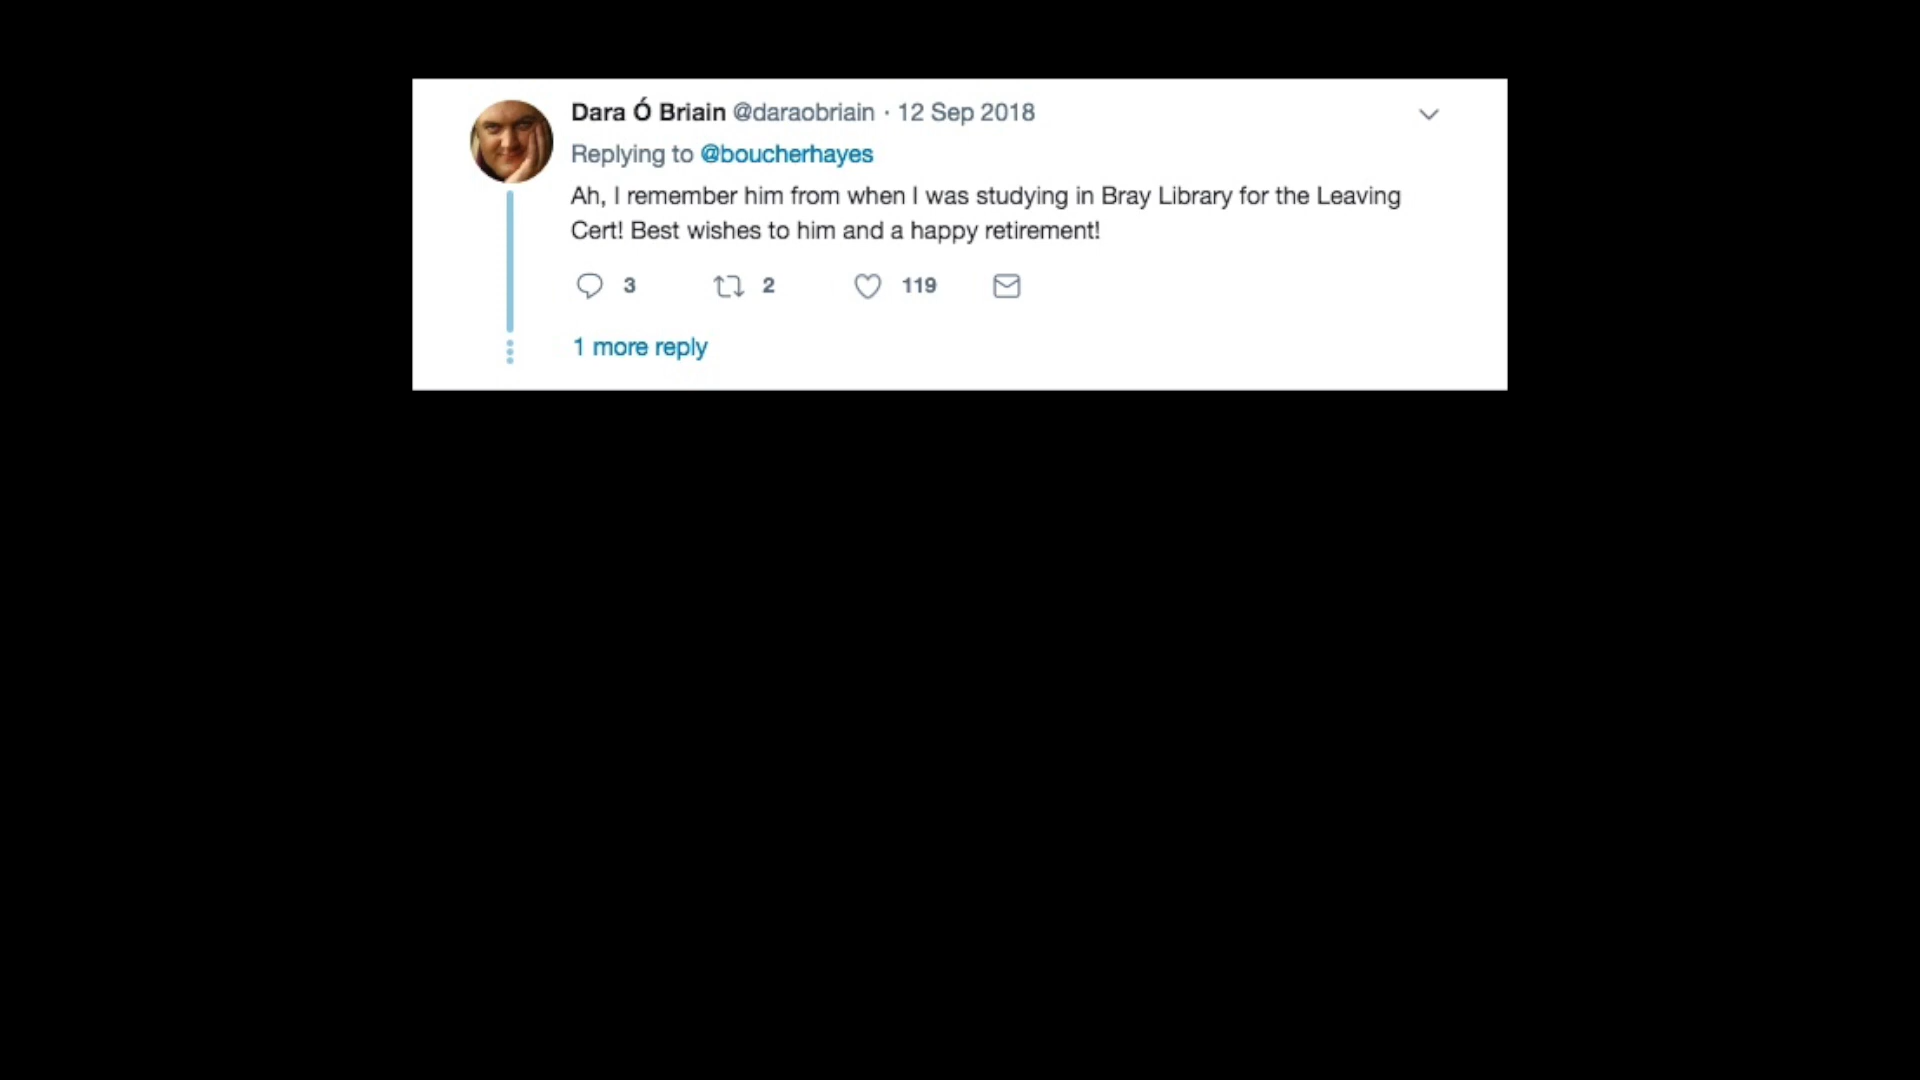 Dara Ó Briain @daraobriain · 12 Sep 2018
Replying to @boucherhayes
Ah, I remember him from when I was studying in Bray Library for the Leaving
Cert! Best wishes to him and a happy retirement!
3 2 119
1 more reply